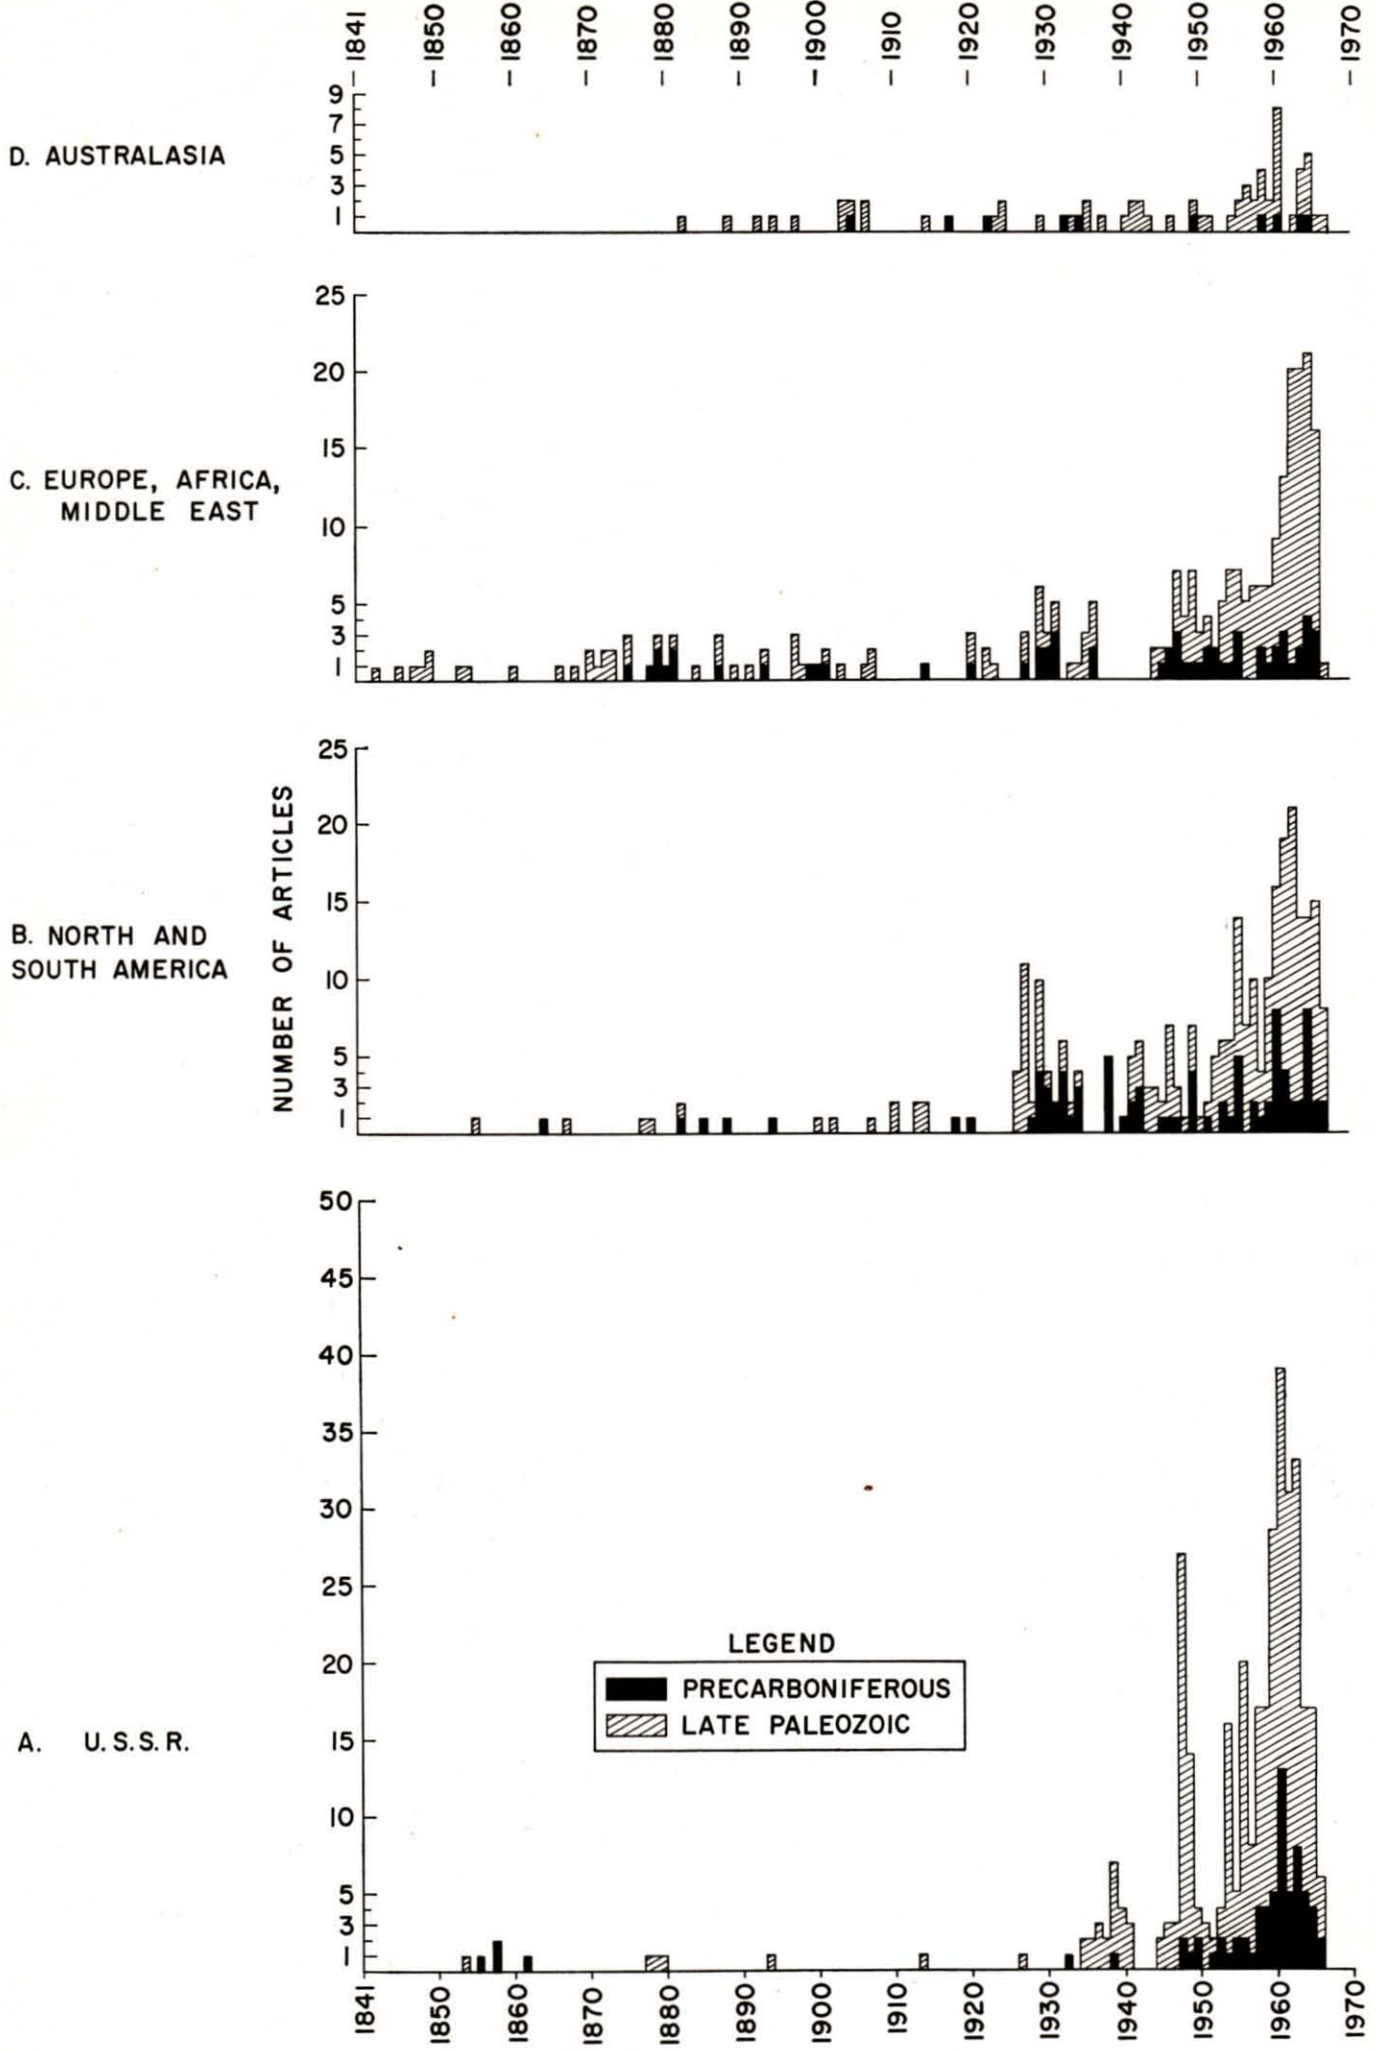 1841 1850 1860 1870 1880 1890 1900 1910 1920 1930 1940 1950 1960 1970
9
7
5
3
1
D. AUSTRALASIA
25
20
15
10
5
3
1
C. EUROPE, AFRICA,
MIDDLE EAST
25
20
15
10
5
3
1
B. NORTH AND
SOUTH AMERICA
NUMBER OF ARTICLES
50
45
40
35
30
25
20
15
10
5
3
1
A. U.S.S.R.
LEGEND
PRECARBONIFEROUS
LATE PALEOZOIC
1841 1850 1860 1870 1880 1890 1900 1910 1920 1930 1940 1950 1960 1970